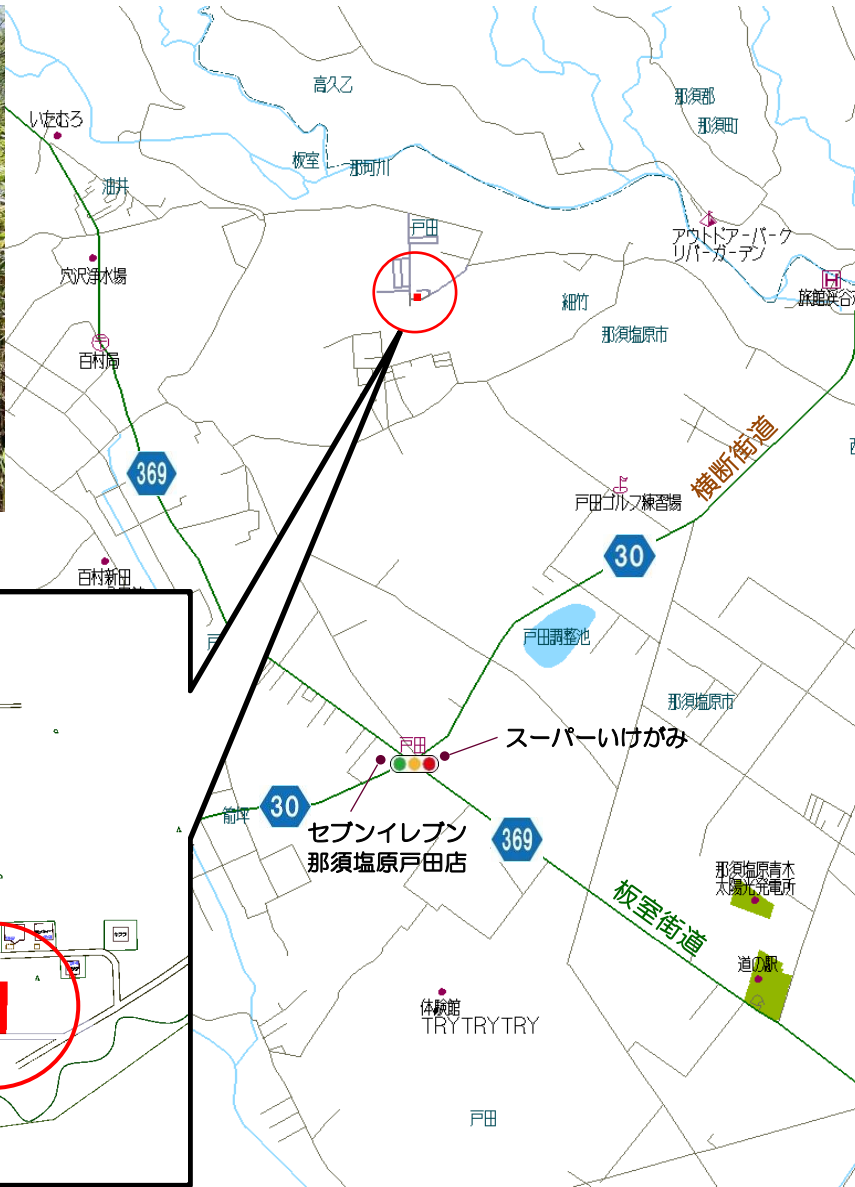 高久乙
那須郡
那須町
いたむろ
板室
那珂川
油井
戸田
アウトドアーパーク
リバーガーデン
穴沢浄水場
旅館渓谷
細竹
那須塩原市
百村局
横断街道
369
戸田ゴルフ練習場
30
百村新田
戸田調整池
那須塩原市
戸田
スーパーいけがみ
箭坪
30
セブンイレブン
那須塩原戸田店
369
那須塩原青木
太陽光発電所
板室街道
道の駅
体験館
TRYTRYTRY
戸田